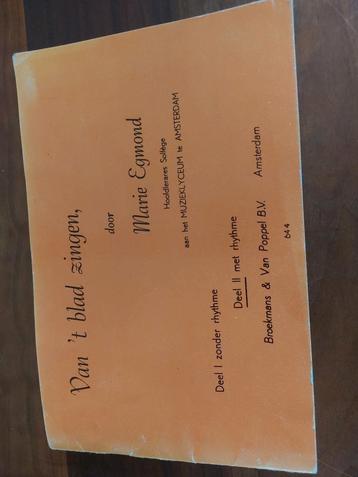 Van 't blad zingen,
door
Marie Egmond
Hoofdlerares Solfège
aan het MUZIEKLYCEUM te AMSTERDAM
Deel I zonder rhythme
Deel II met rhythme
Broekmans & Van Poppel B.V. Amsterdam
644